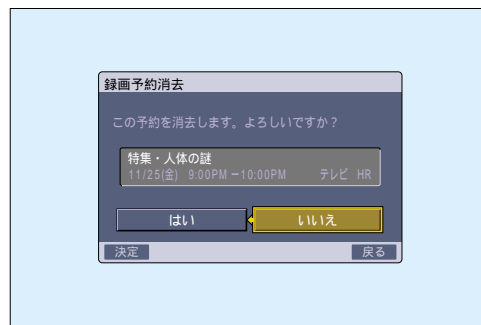 録画予約消去
この予約を消去します。よろしいですか？
特集・人体の謎
11/25(金) 9:00PM－10:00PM テレビ HR
はい いいえ
決定 戻る